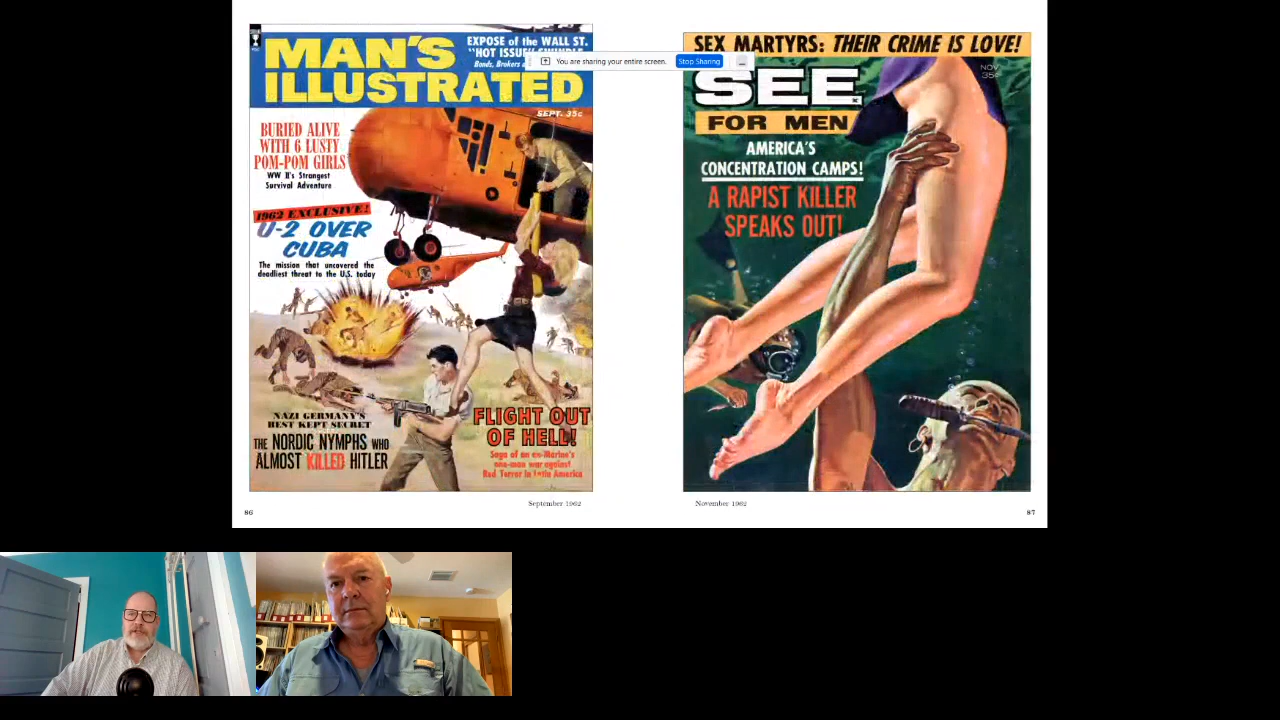 MAN'S
ILLUSTRATED
EXPOSE of the WALL ST.
"HOT ISSUE"
Bonds, Brokers
SEPT. 35c
BURIED ALIVE
WITH 6 LUSTY
POM-POM GIRLS
WW II's Strangest
Survival Adventure
1962 EXCLUSIVE!
U-2 OVER
CUBA
The mission that uncovered the
deadliest threat to the U.S. today
NAZI GERMANY'S
BEST KEPT SECRET
THE NORDIC NYMPHS WHO
ALMOST KILLED HITLER
FLIGHT OUT
OF HELL!
Saga of an ex-Marine's
one-man war against
Red Terror in Latin America
September 1962
86
You are sharing your entire screen.
Stop Sharing
SEX MARTYRS: THEIR CRIME IS LOVE!
SEE
NOV.
35c
FOR MEN
AMERICA'S
CONCENTRATION CAMPS!
A RAPIST KILLER
SPEAKS OUT!
November 1962
87